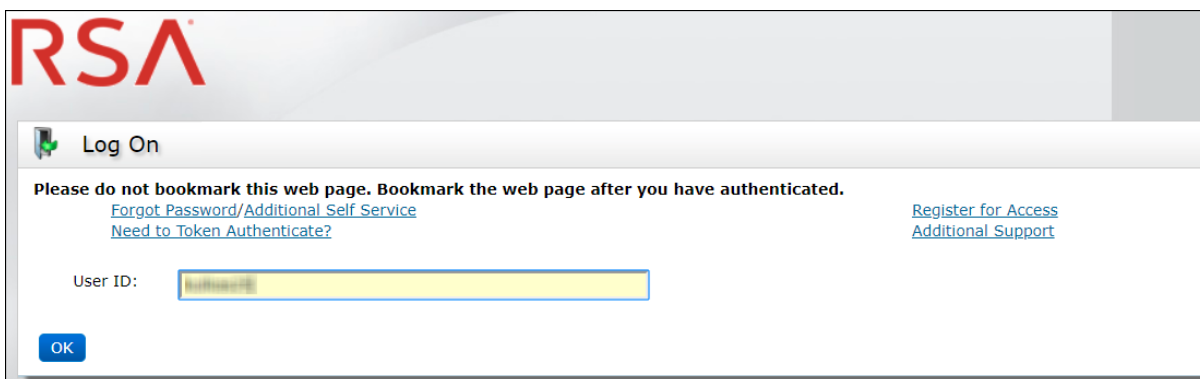 RSA
Log On
Please do not bookmark this web page. Bookmark the web page after you have authenticated.
Forgot Password/Additional Self Service
Register for Access
Need to Token Authenticate?
Additional Support
User ID:
OK